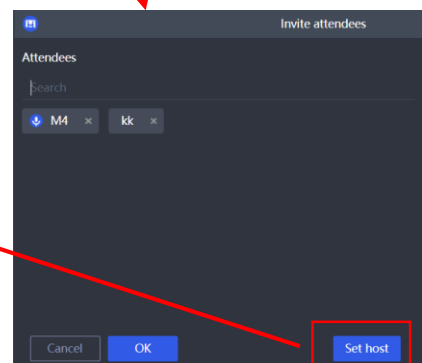 Invite attendees
Attendees
Search
M4 × kk ×
Cancel OK Set host